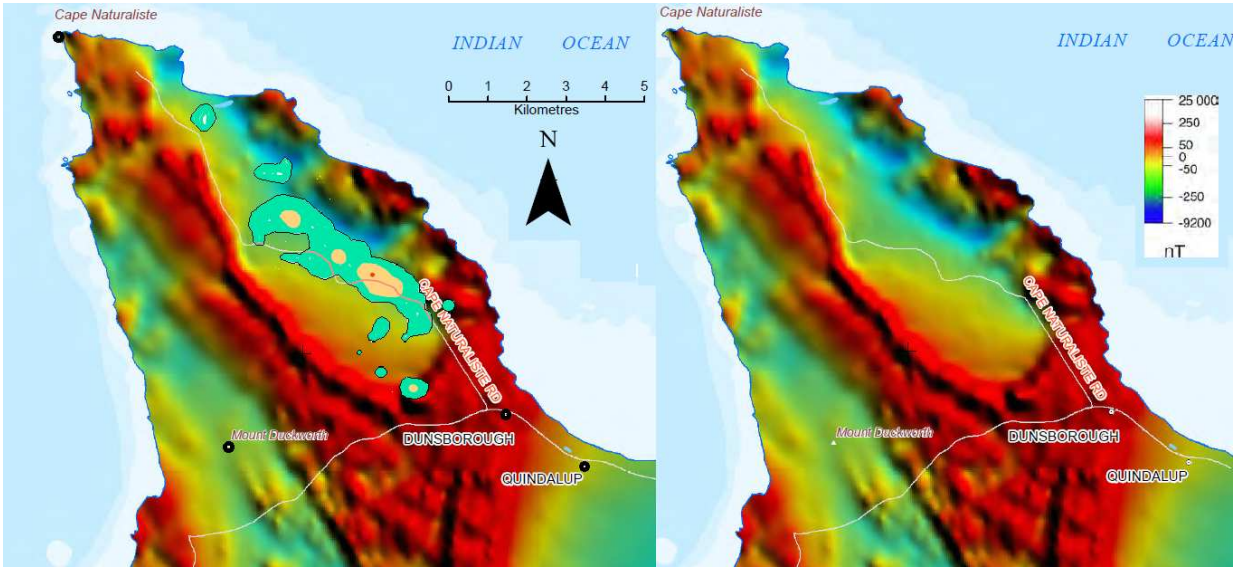 Cape Naturaliste
INDIAN OCEAN
0 1 2 3 4 5
Kilometres
N
CAPE NATURALISTE RD
Mount Duckworth
DUNSBOROUGH
QUINDALUP
Cape Naturaliste
INDIAN OCEAN
25 000
250
50
0
-50
-250
-9200
nT
CAPE NATURALISTE RD
Mount Duckworth
DUNSBOROUGH
QUINDALUP